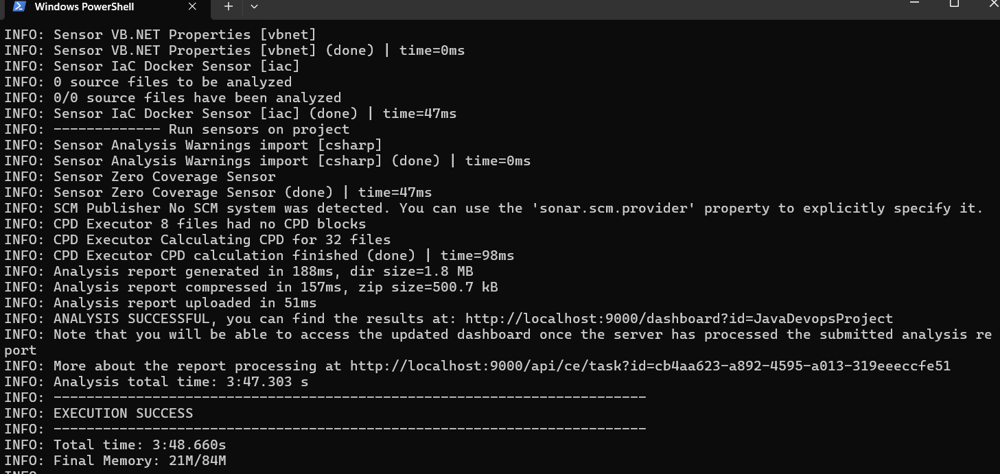 Windows PowerShell
INFO: Sensor VB.NET Properties [vbnet]
INFO: Sensor VB.NET Properties [vbnet] (done) | time=0ms
INFO: Sensor IaC Docker Sensor [iac]
INFO: 0 source files to be analyzed
INFO: 0/0 source files have been analyzed
INFO: Sensor IaC Docker Sensor [iac] (done) | time=47ms
INFO: ------------- Run sensors on project
INFO: Sensor Analysis Warnings import [csharp]
INFO: Sensor Analysis Warnings import [csharp] (done) | time=0ms
INFO: Sensor Zero Coverage Sensor
INFO: Sensor Zero Coverage Sensor (done) | time=47ms
INFO: SCM Publisher No SCM system was detected. You can use the 'sonar.scm.provider' property to explicitly specify it.
INFO: CPD Executor 8 files had no CPD blocks
INFO: CPD Executor Calculating CPD for 32 files
INFO: CPD Executor CPD calculation finished (done) | time=98ms
INFO: Analysis report generated in 188ms, dir size=1.8 MB
INFO: Analysis report compressed in 157ms, zip size=500.7 kB
INFO: Analysis report uploaded in 51ms
INFO: ANALYSIS SUCCESSFUL, you can find the results at: http://localhost:9000/dashboard?id=JavaDevopsProject
INFO: Note that you will be able to access the updated dashboard once the server has processed the submitted analysis re
port
INFO: More about the report processing at http://localhost:9000/api/ce/task?id=cb4aa623-a892-4595-a013-319eeeccfe51
INFO: Analysis total time: 3:47.303 s
INFO: ------------------------------------------------------------------------
INFO: EXECUTION SUCCESS
INFO: ------------------------------------------------------------------------
INFO: Total time: 3:48.660s
INFO: Final Memory: 21M/84M
INFO: